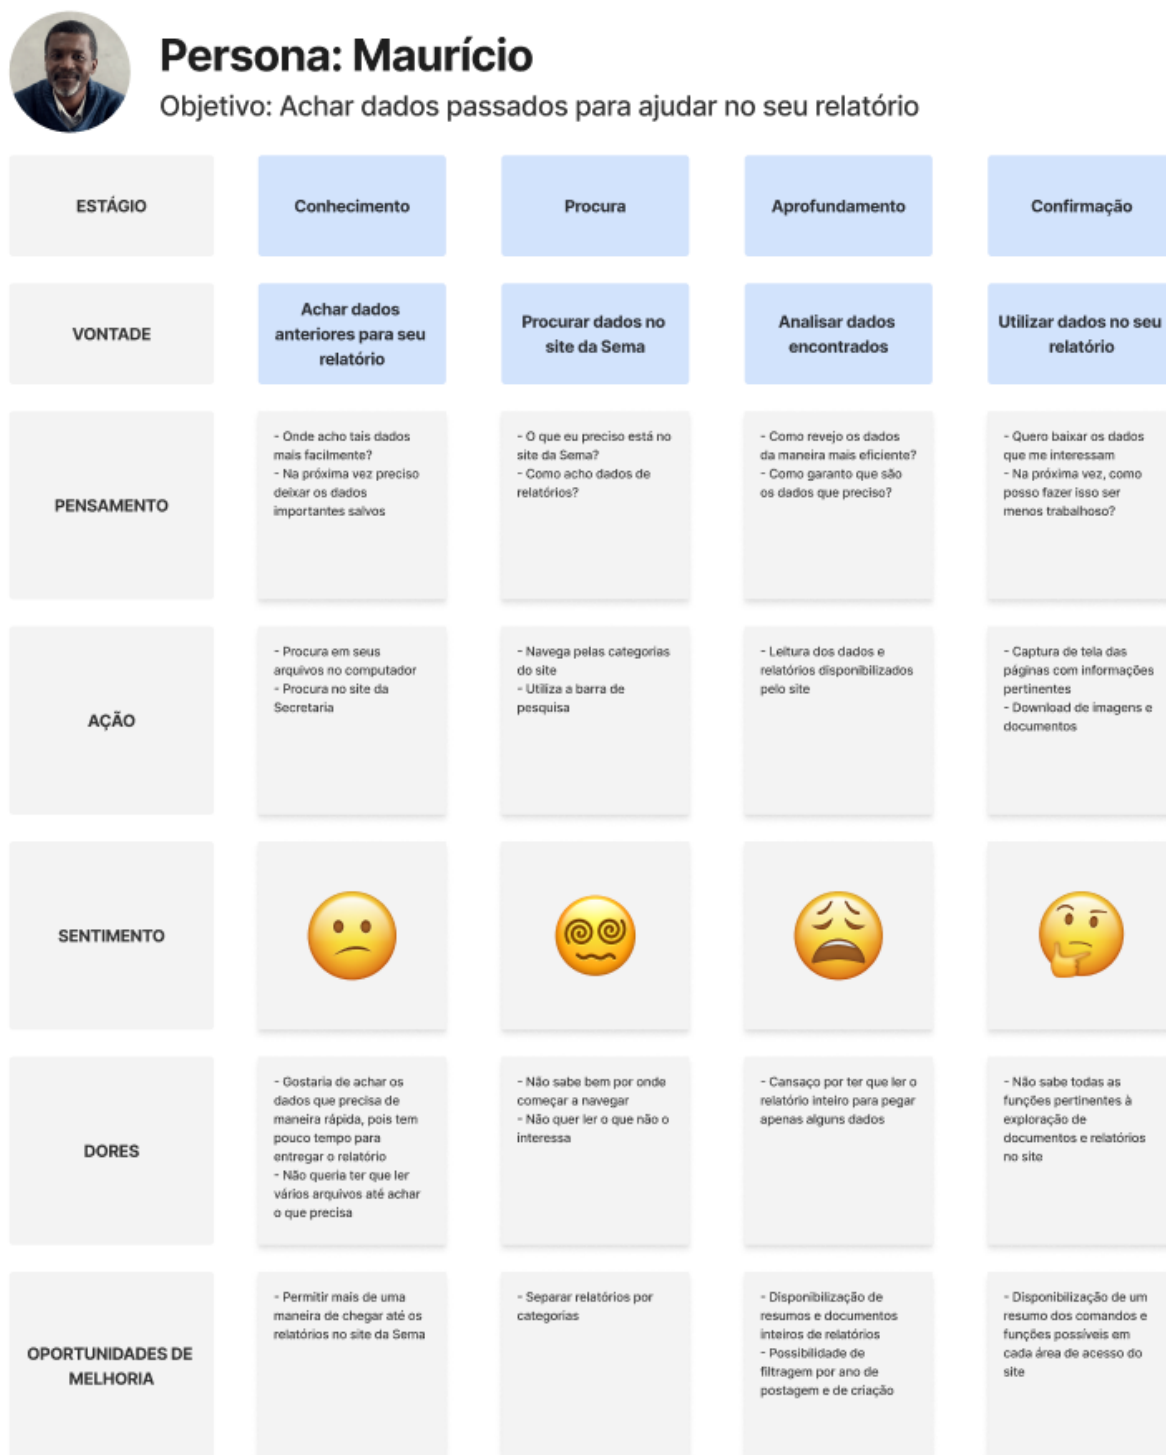 Persona: Maurício
Objetivo: Achar dados passados para ajudar no seu relatório
ESTÁGIO
Conhecimento
Procura
Aprofundamento
Confirmação
VONTADE
Achar dados
anteriores para seu
relatório
Procurar dados no
site da Sema
Analisar dados
encontrados
Utilizar dados no seu
relatório
PENSAMENTO
- Onde acho tais dados
mais facilmente?
- Na próxima vez preciso
deixar os dados
importantes salvos
- O que eu preciso está no
site da Sema?
- Como acho dados de
relatórios?
- Como revejo os dados
da maneira mais eficiente?
- Como garanto que são
os dados que preciso?
- Quero baixar os dados
que me interessam
- Na próxima vez, como
posso fazer isso ser
menos trabalhoso?
AÇÃO
- Procura em seus
arquivos no computador
- Procura no site da
Secretaria
- Navega pelas categorias
do site
- Utiliza a barra de
pesquisa
- Leitura dos dados e
relatórios disponibilizados
pelo site
- Captura de tela das
páginas com informações
pertinentes
- Download de imagens e
documentos
SENTIMENTO
DORES
- Gostaria de achar os
dados que precisa de
maneira rápida, pois tem
pouco tempo para
entregar o relatório
- Não queria ter que ler
vários arquivos até achar
o que precisa
- Não sabe bem por onde
começar a navegar
- Não quer ler o que não o
interessa
- Cansaço por ter que ler o
relatório inteiro para pegar
apenas alguns dados
- Não sabe todas as
funções pertinentes à
exploração de
documentos e relatórios
no site
OPORTUNIDADES DE
MELHORIA
- Permitir mais de uma
maneira de chegar até os
relatórios no site da Sema
- Separar relatórios por
categorias
- Disponibilização de
resumos e documentos
inteiros de relatórios
- Possibilidade de
filtragem por ano de
postagem e de criação
- Disponibilização de um
resumo dos comandos e
funções possíveis em
cada área de acesso do
site